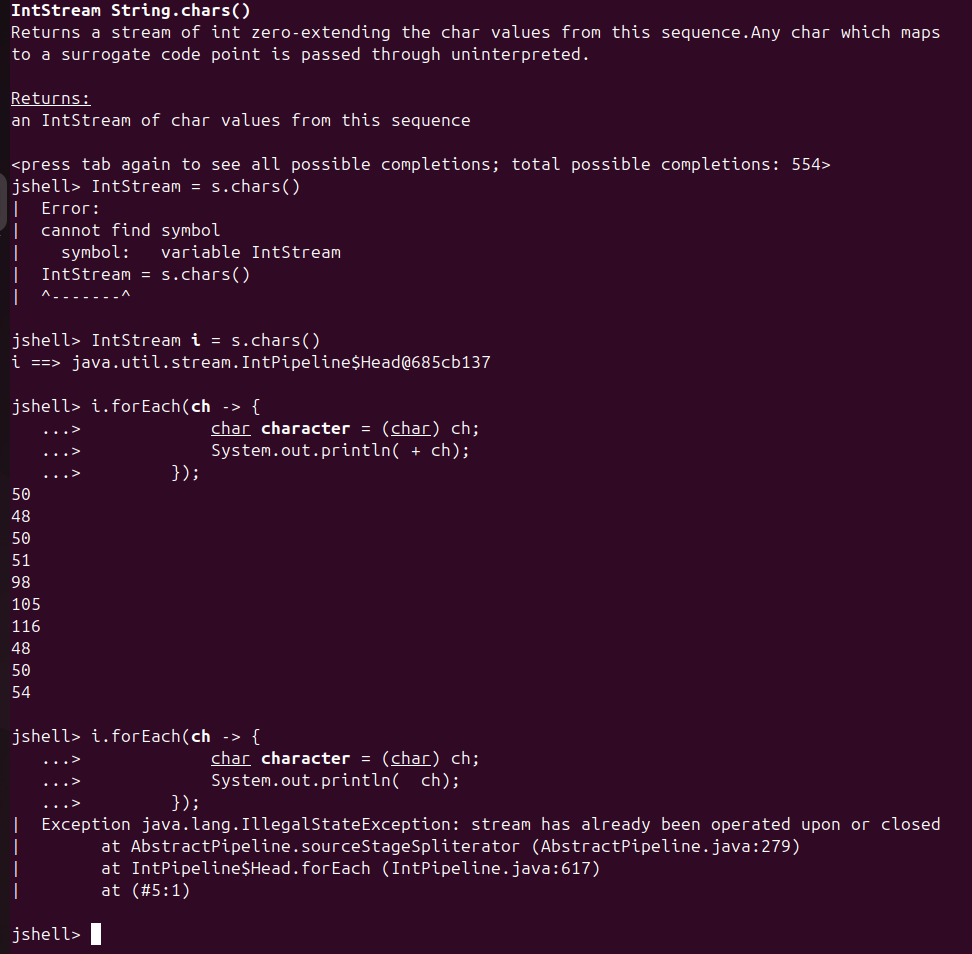 IntStream String.chars()
Returns a stream of int zero-extending the char values from this sequence.Any char which maps
to a surrogate code point is passed through uninterpreted.
Returns:
an IntStream of char values from this sequence
<press tab again to see all possible completions; total possible completions: 554>
jshell> IntStream = s.chars()
|  Error:
|  cannot find symbol
|    symbol:   variable IntStream
|  IntStream = s.chars()
|  ^-------^
jshell> IntStream i = s.chars()
i ==> java.util.stream.IntPipeline$Head@685cb137
jshell> i.forEach(ch -> {
   ...>             char character = (char) ch;
   ...>             System.out.println( + ch);
   ...>         });
50
48
50
51
98
105
116
48
50
54
jshell> i.forEach(ch -> {
   ...>             char character = (char) ch;
   ...>             System.out.println(  ch);
   ...>         });
|  Exception java.lang.IllegalStateException: stream has already been operated upon or closed
|        at AbstractPipeline.sourceStageSpliterator (AbstractPipeline.java:279)
|        at IntPipeline$Head.forEach (IntPipeline.java:617)
|        at (#5:1)
jshell>